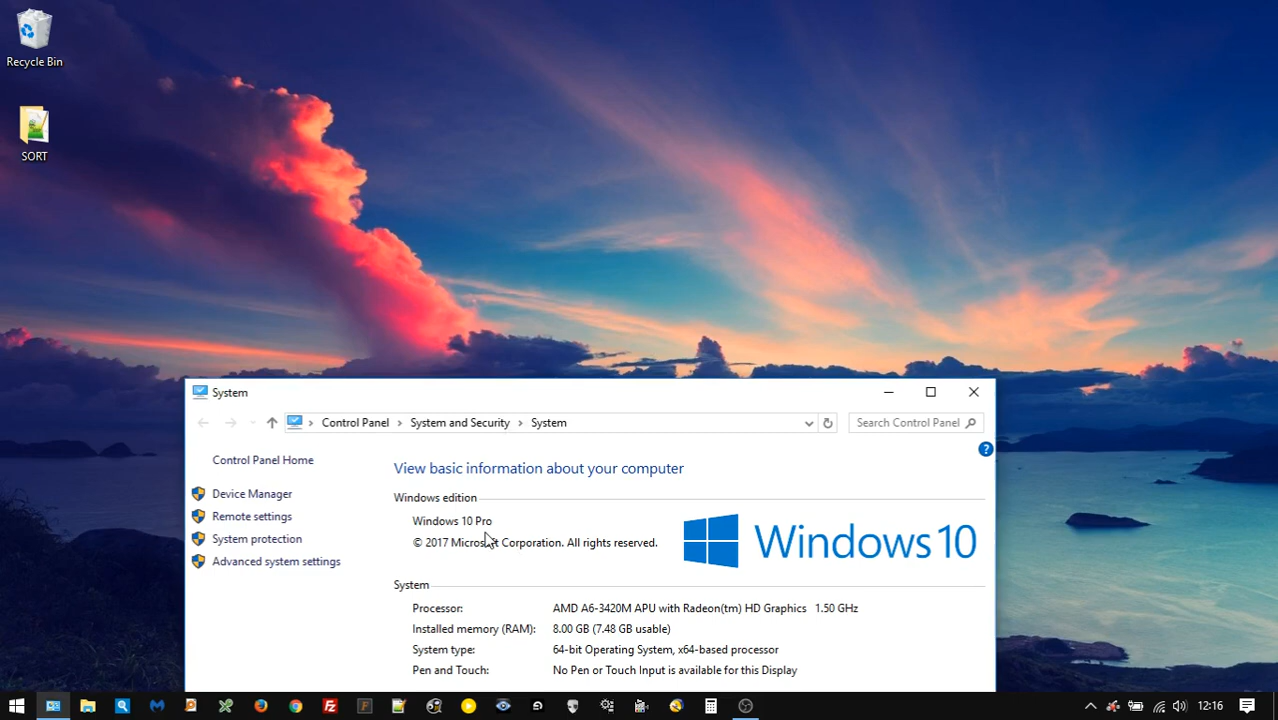 Recycle Bin
SORT
System
Control Panel
System and Security
System
Search Control Panel
Control Panel Home
Device Manager
Remote settings
System protection
Advanced system settings
View basic information about your computer
Windows edition
Windows 10 Pro
© 2017 Microsoft Corporation. All rights reserved.
Windows 10
System
Processor: AMD A6-3420M APU with Radeon(tm) HD Graphics 1.50 GHz
Installed memory (RAM): 8.00 GB (7.48 GB usable)
System type: 64-bit Operating System, x64-based processor
Pen and Touch: No Pen or Touch Input is available for this Display
12:16